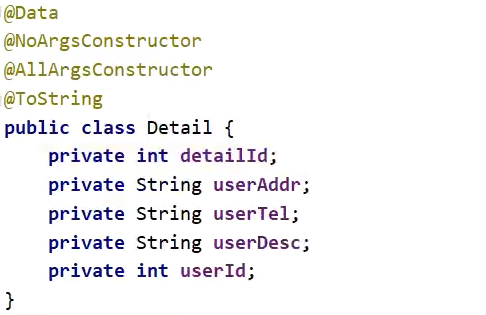 @Data
@NoArgsConstructor
@AllArgsConstructor
@ToString
public class Detail {
    private int detailId;
    private String userAddr;
    private String userTel;
    private String userDesc;
    private int userId;
}